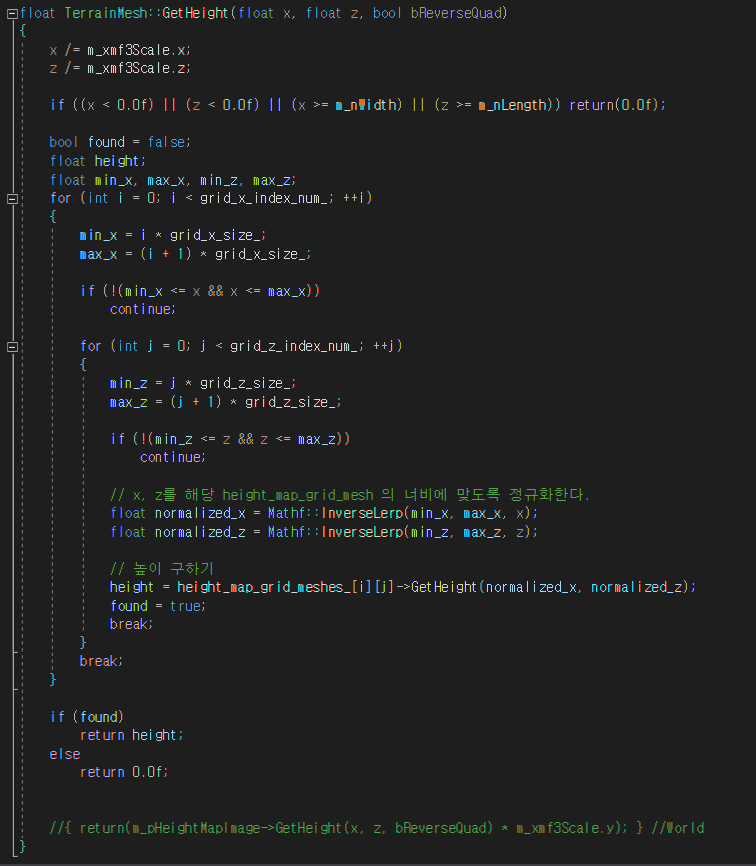 float TerrainMesh::GetHeight(float x, float z, bool bReverseQuad)
{
x /= m_xmf3Scale.x;
z /= m_xmf3Scale.z;
if ((x < 0.0f) || (z < 0.0f) || (x >= m_nWidth) || (z >= m_nLength)) return(0.0f);
bool found = false;
float height;
float min_x, max_x, min_z, max_z;
for (int i = 0; i < grid_x_index_num_; ++i)
{
min_x = i * grid_x_size_;
max_x = (i + 1) * grid_x_size_;
if (!(min_x <= x && x <= max_x))
continue;
for (int j = 0; j < grid_z_index_num_; ++j)
{
min_z = j * grid_z_size_;
max_z = (j + 1) * grid_z_size_;
if (!(min_z <= z && z <= max_z))
continue;
// x, z를 해당 height_map_grid_mesh 의 너비에 맞도록 정규화한다.
float normalized_x = Mathf::InverseLerp(min_x, max_x, x);
float normalized_z = Mathf::InverseLerp(min_z, max_z, z);
// 높이 구하기
height = height_map_grid_meshes_[i][j]->GetHeight(normalized_x, normalized_z);
found = true;
break;
}
break;
}
if (found)
return height;
else
return 0.0f;
//{ return(m_pHeightMapImage->GetHeight(x, z, bReverseQuad) * m_xmf3Scale.y); } //World
}